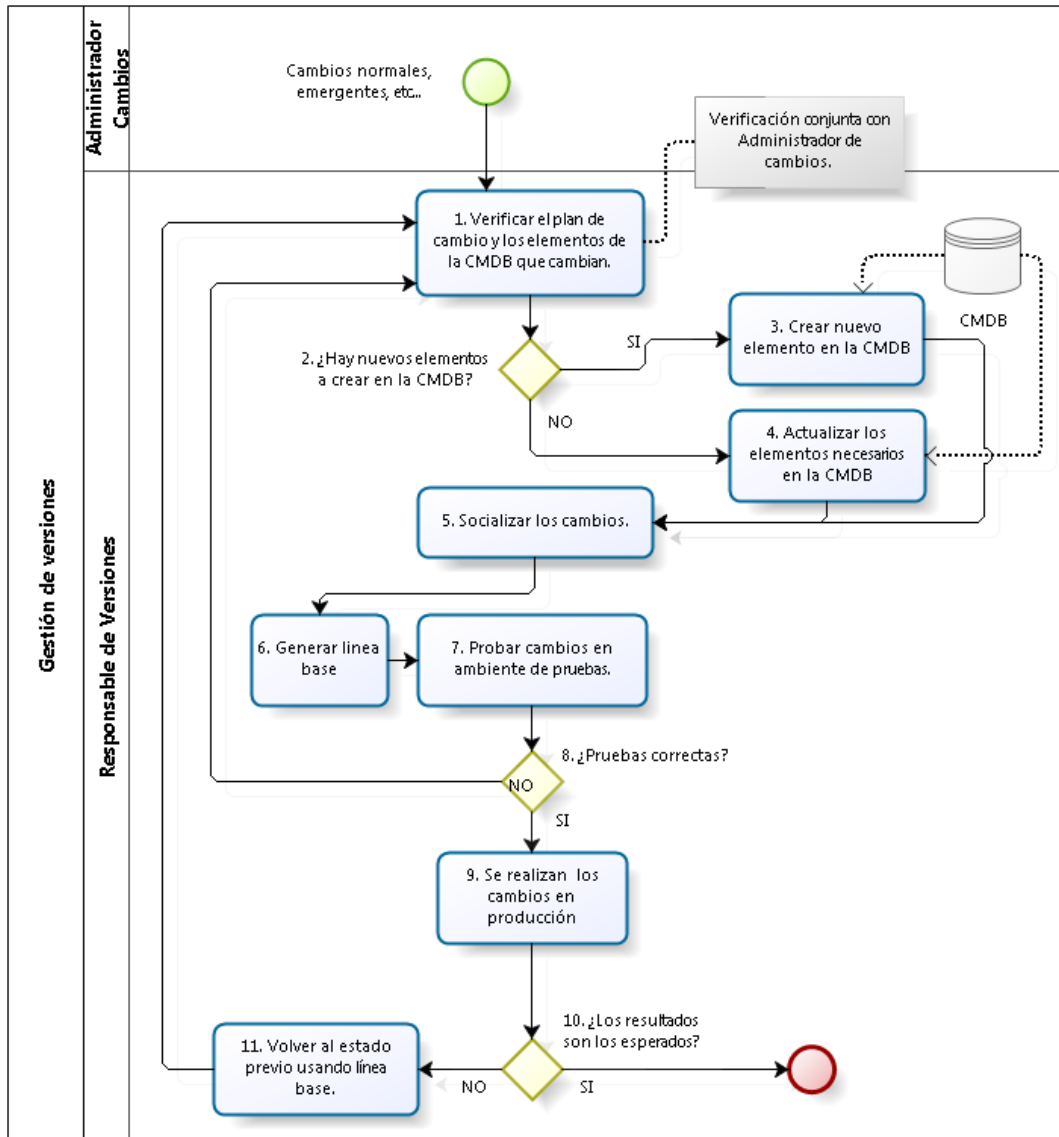 Gestión de versiones
Administrador
Cambios
Responsable de Versiones
Cambios normales,
emergentes, etc...
Verificación conjunta con
Administrador de
cambios.
1. Verificar el plan de
cambio y los elementos de
la CMDB que cambian.
CMDB
2. ¿Hay nuevos elementos
a crear en la CMDB?
SI
NO
3. Crear nuevo
elemento en la CMDB
4. Actualizar los
elementos necesarios
en la CMDB
5. Socializar los cambios.
6. Generar linea
base
7. Probar cambios en
ambiente de pruebas.
8. ¿Pruebas correctas?
NO
SI
9. Se realizan los
cambios en
producción
10. ¿Los resultados
son los esperados?
NO
SI
11. Volver al estado
previo usando línea
base.